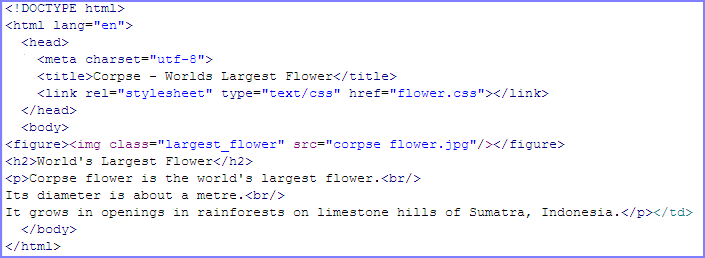 <!DOCTYPE html>
<html lang="en">
  <head>
    <meta charset="utf-8">
    <title>Corpse - Worlds Largest Flower</title>
    <link rel="stylesheet" type="text/css" href="flower.css"></link>
  </head>
  <body>
<figure><img class="largest_flower" src="corpse flower.jpg"/></figure>
<h2>World's Largest Flower</h2>
<p>Corpse flower is the world's largest flower.<br/>
Its diameter is about a metre.<br/>
It grows in openings in rainforests on limestone hills of Sumatra, Indonesia.</p></td>
  </body>
</html>